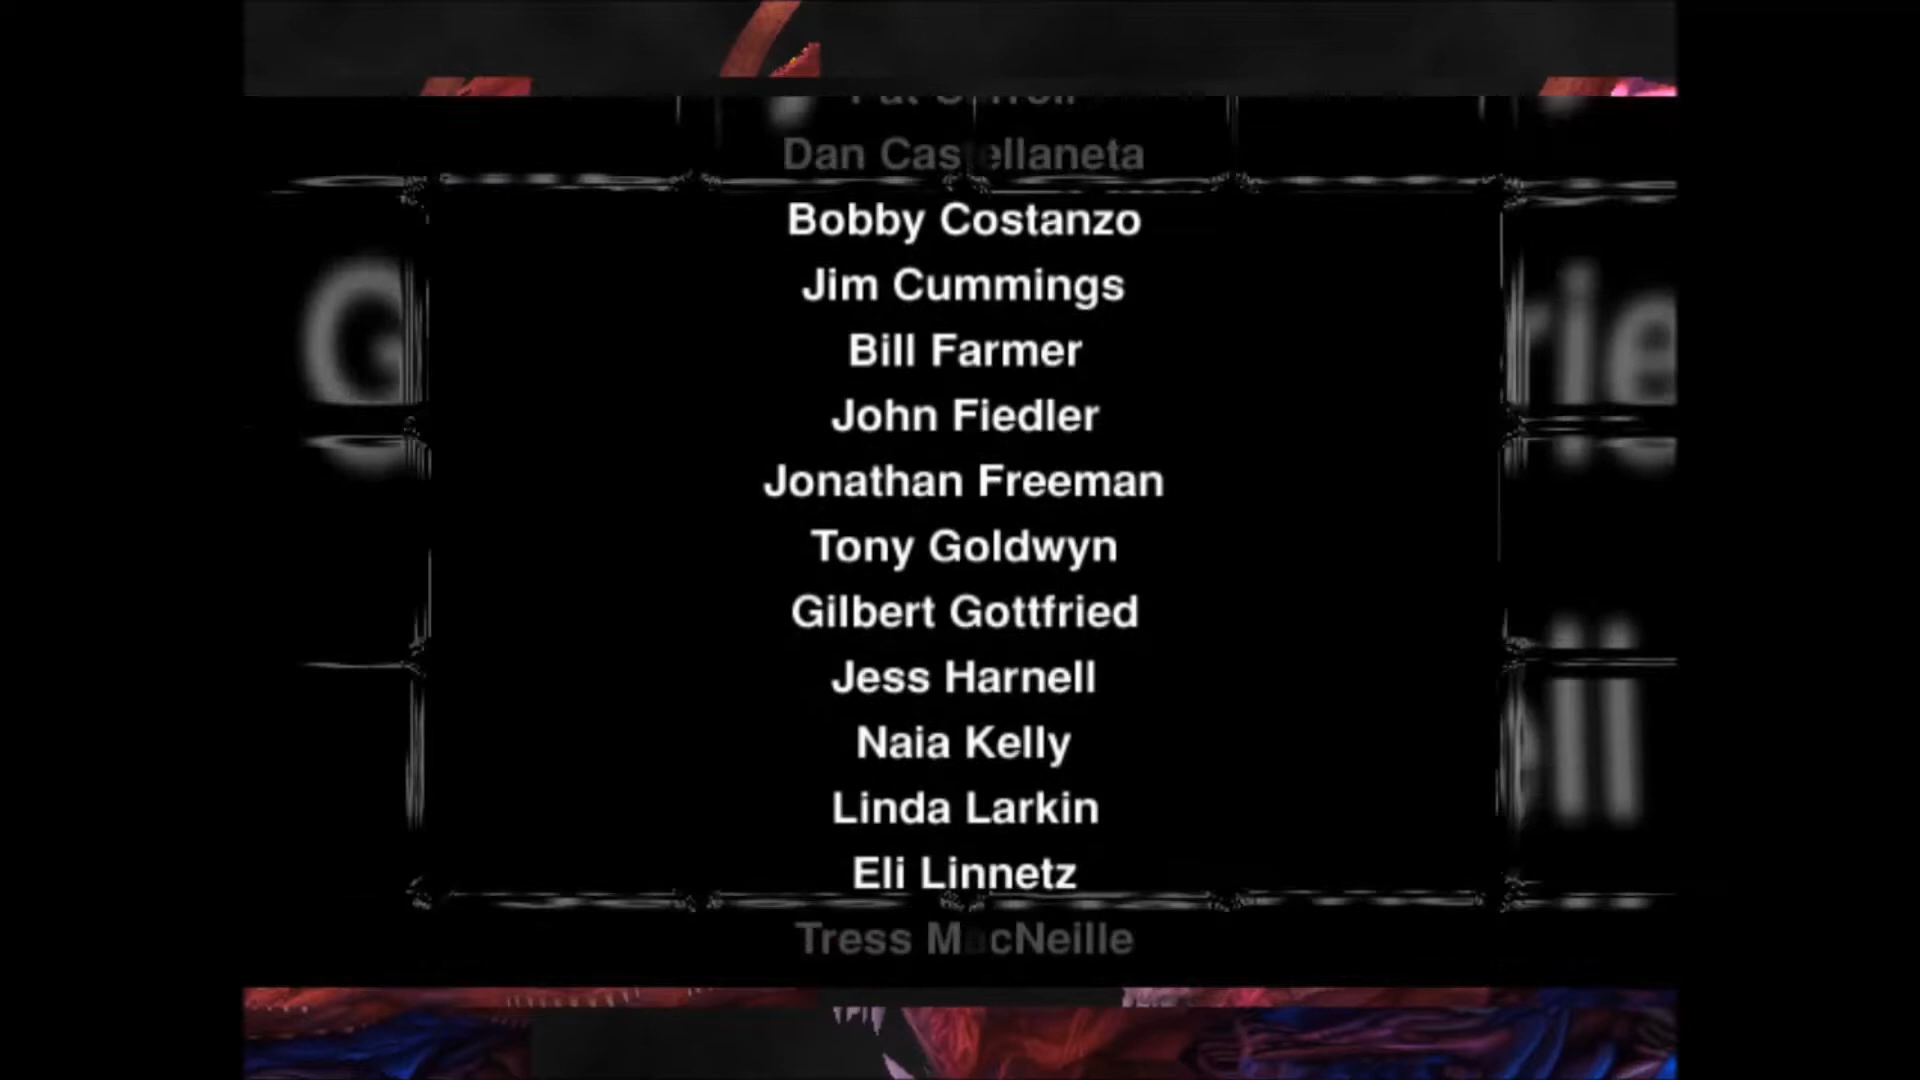 Dan Castellaneta
Bobby Costanzo
Jim Cummings
Bill Farmer
John Fiedler
Jonathan Freeman
Tony Goldwyn
Gilbert Gottfried
Jess Harnell
Naia Kelly
Linda Larkin
Eli Linnetz
Tress MacNeille